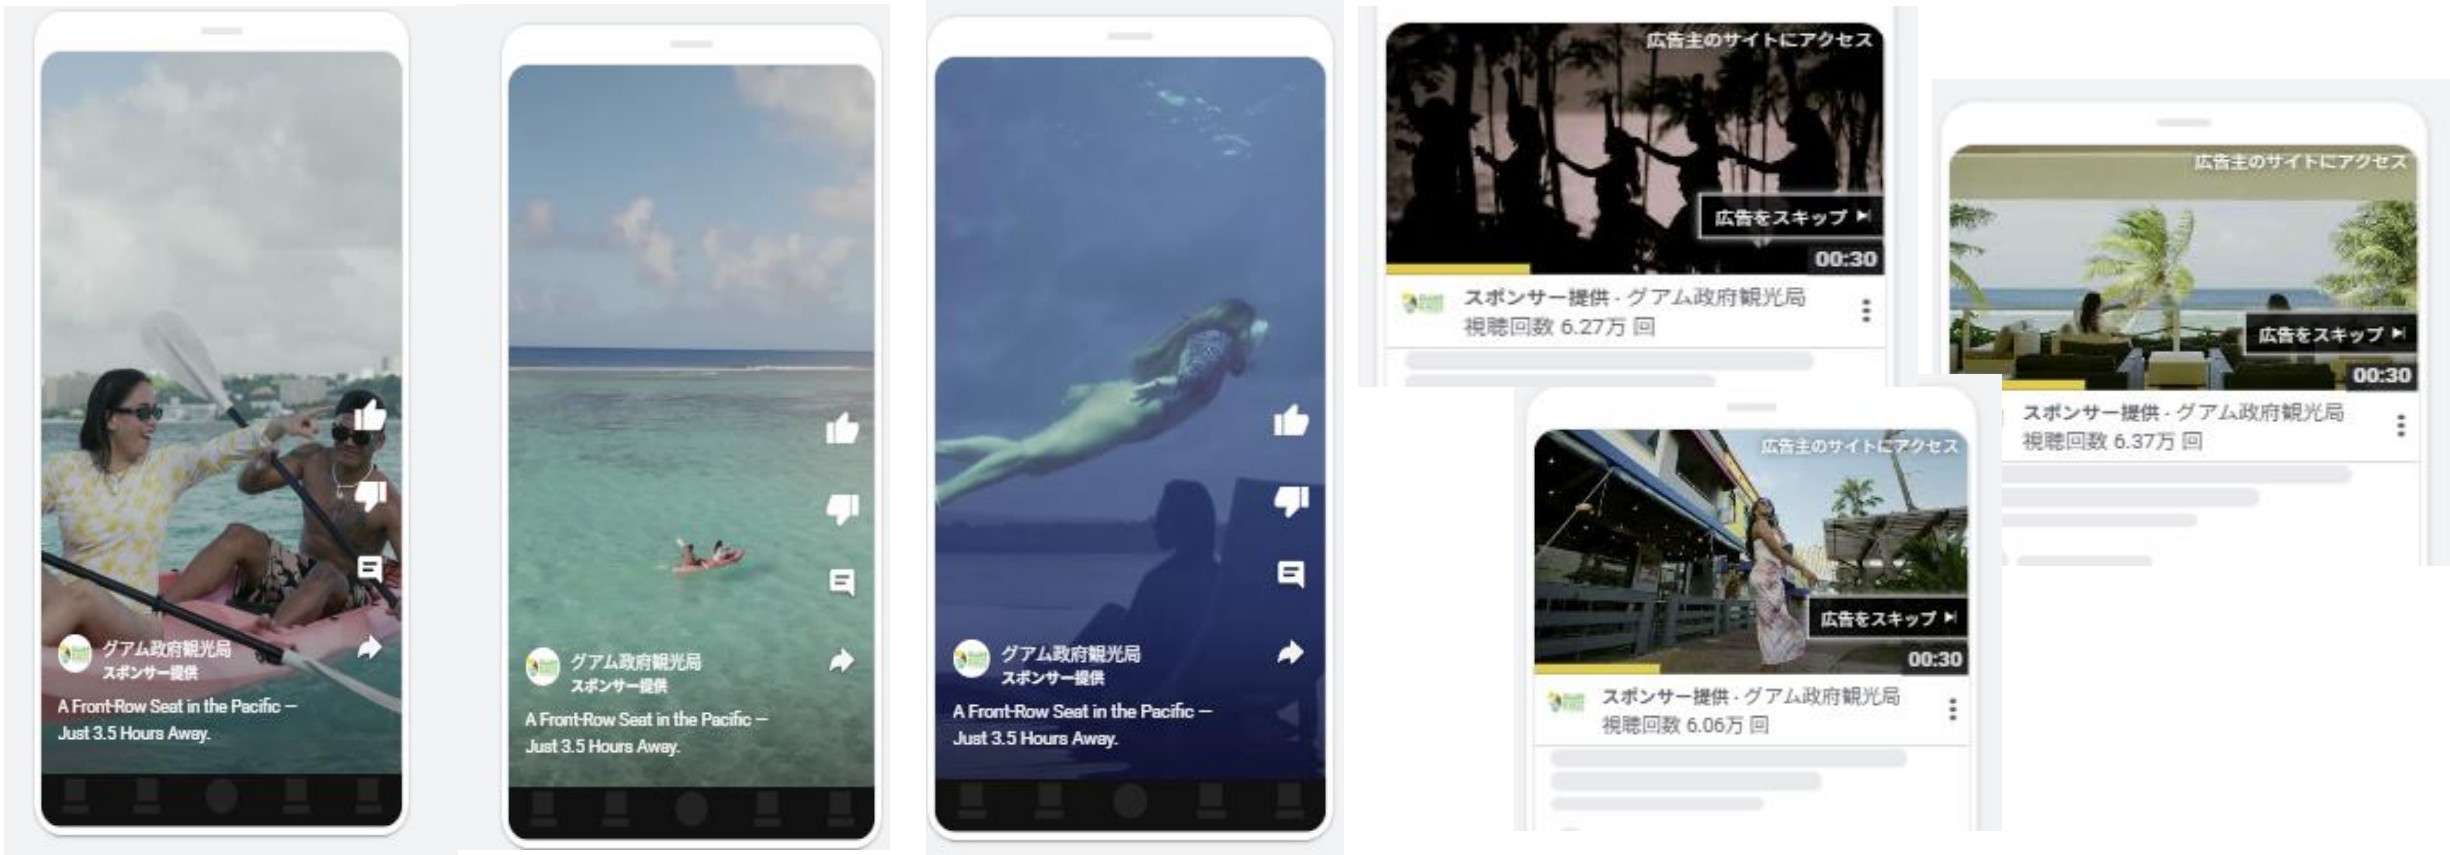 グアム政府観光局
スポンサー提供
A Front-Row Seat in the Pacific –
Just 3.5 Hours Away.
グアム政府観光局
スポンサー提供
A Front-Row Seat in the Pacific –
Just 3.5 Hours Away.
グアム政府観光局
スポンサー提供
A Front-Row Seat in the Pacific –
Just 3.5 Hours Away.
広告主のサイトにアクセス
広告をスキップ
00:30
スポンサー提供 · グアム政府観光局
視聴回数 6.27万 回
広告主のサイトにアクセス
広告をスキップ
00:30
スポンサー提供 · グアム政府観光局
視聴回数 6.37万 回
広告主のサイトにアクセス
広告をスキップ
00:30
スポンサー提供 · グアム政府観光局
視聴回数 6.06万 回